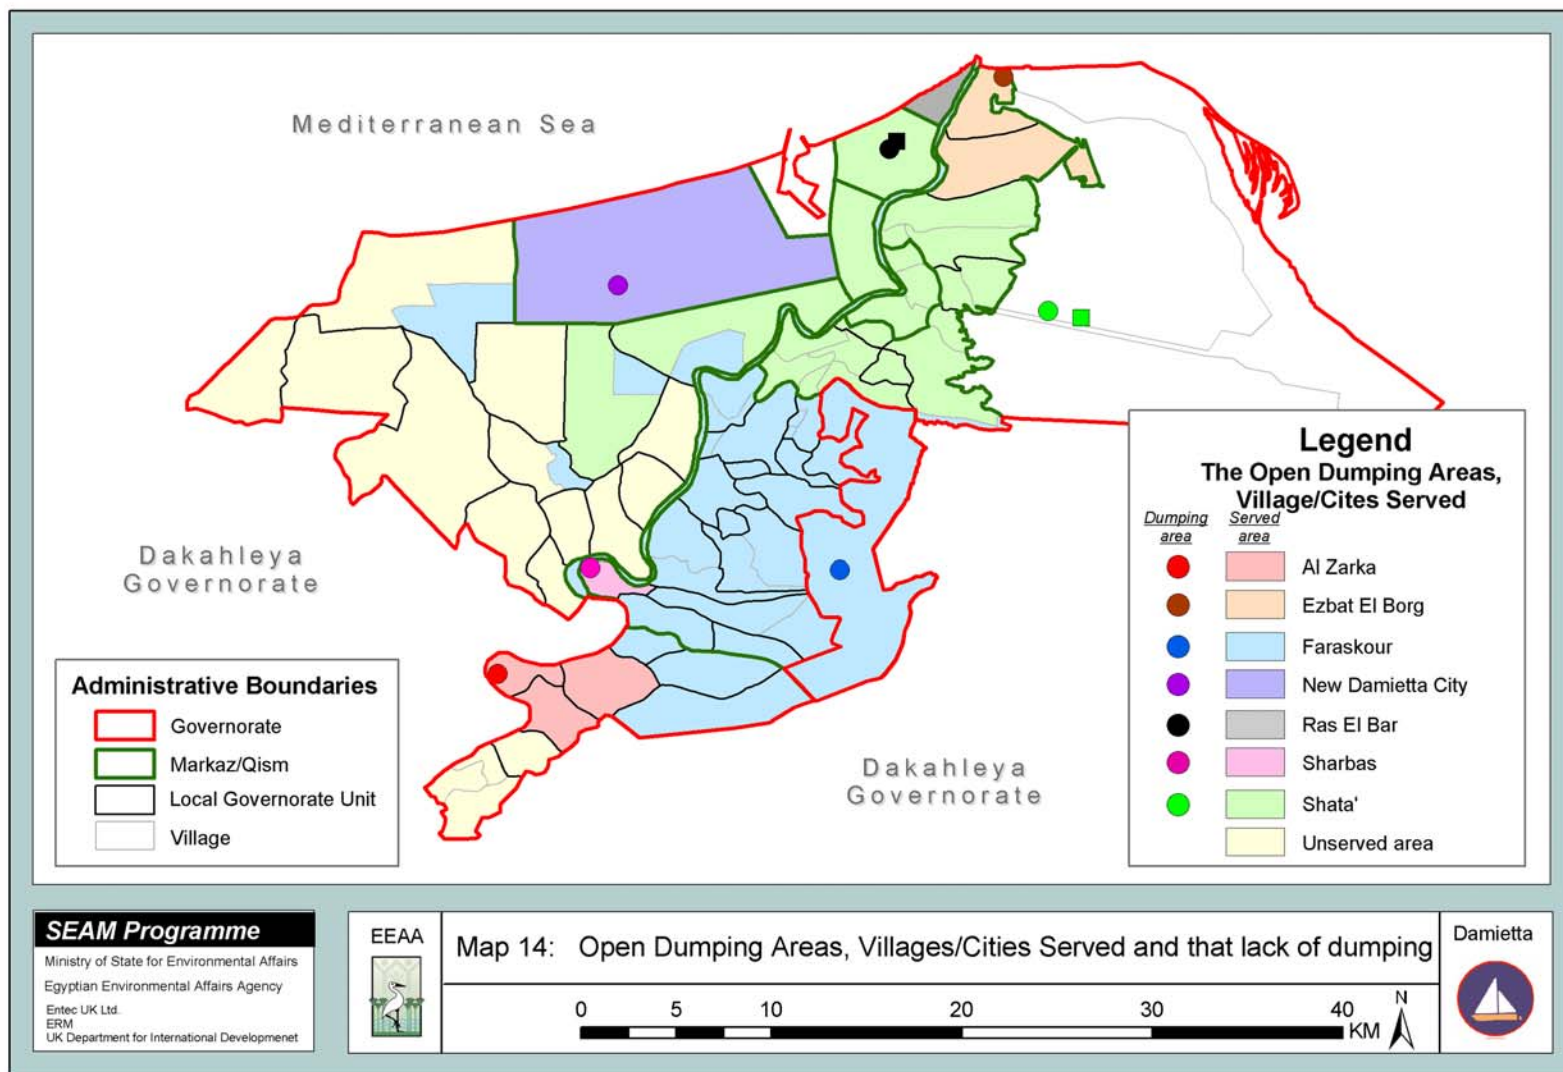 Mediterranean Sea
Dakahleya
Governorate
Dakahleya
Governorate
Administrative Boundaries
Governorate
Markaz/Qism
Local Governorate Unit
Village
Legend
The Open Dumping Areas,
Village/Cites Served
Dumping area
Served area
Al Zarka
Ezbat El Borg
Faraskour
New Damietta City
Ras El Bar
Sharbas
Shata'
Unserved area
SEAM Programme
Ministry of State for Environmental Affairs
Egyptian Environmental Affairs Agency
Entec UK Ltd.
ERM
UK Department for International Developmenet
EEAA
Map 14: Open Dumping Areas, Villages/Cities Served and that lack of dumping
0 5 10 20 30 40
KM
N
Damietta